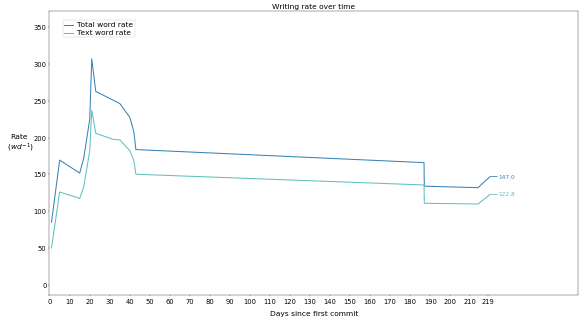 Writing rate over time
Total word rate
Text word rate
350
300
250
200
150
100
50
0
Rate
(wd⁻¹)
147.0
122.8
0 10 20 30 40 50 60 70 80 90 100 110 120 130 140 150 160 170 180 190 200 210 219
Days since first commit